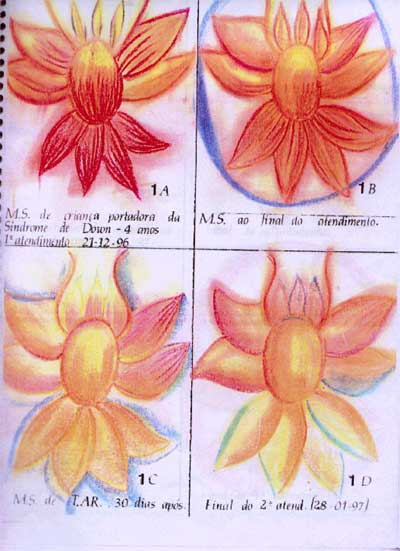 1A
M.S. de criança portadora da
Síndrome de Down - 4 anos
1º atendimento 21-12-96
1B
M.S. ao final do atendimento.
1C
M.S. de T.AR. 30 dias após.
1D
Final do 2º atend. (28-01-97)